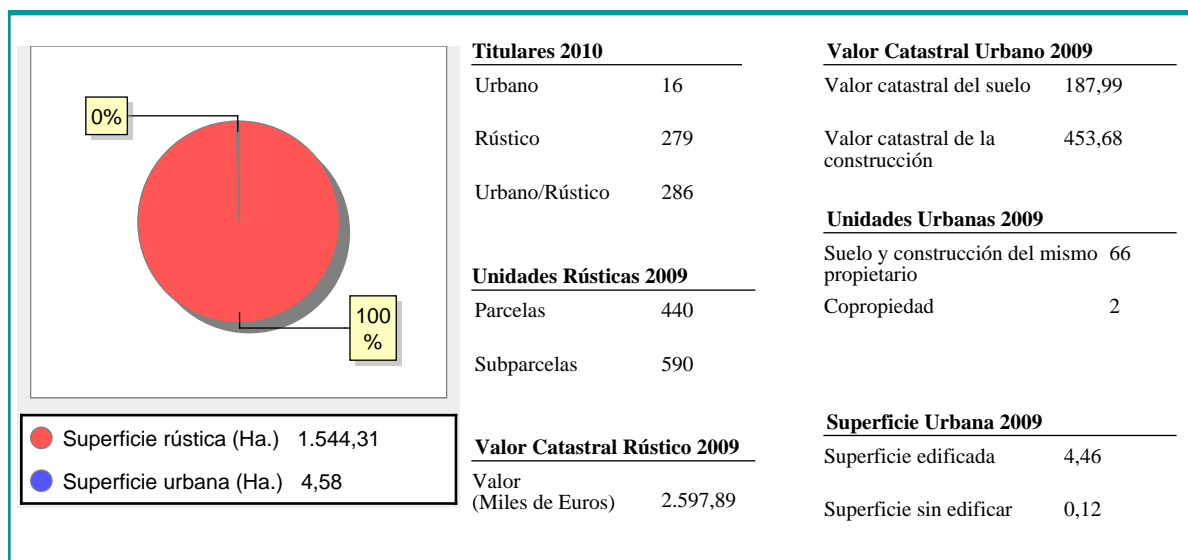 0%
100
%
Superficie rústica (Ha.) 1.544,31
Superficie urbana (Ha.) 4,58
Titulares 2010
Urbano 16
Rústico 279
Urbano/Rústico 286
Unidades Rústicas 2009
Parcelas 440
Subparcelas 590
Valor Catastral Rústico 2009
Valor
(Miles de Euros) 2.597,89
Valor Catastral Urbano 2009
Valor catastral del suelo 187,99
Valor catastral de la
construcción 453,68
Unidades Urbanas 2009
Suelo y construcción del mismo 66
propietario
Copropiedad 2
Superficie Urbana 2009
Superficie edificada 4,46
Superficie sin edificar 0,12